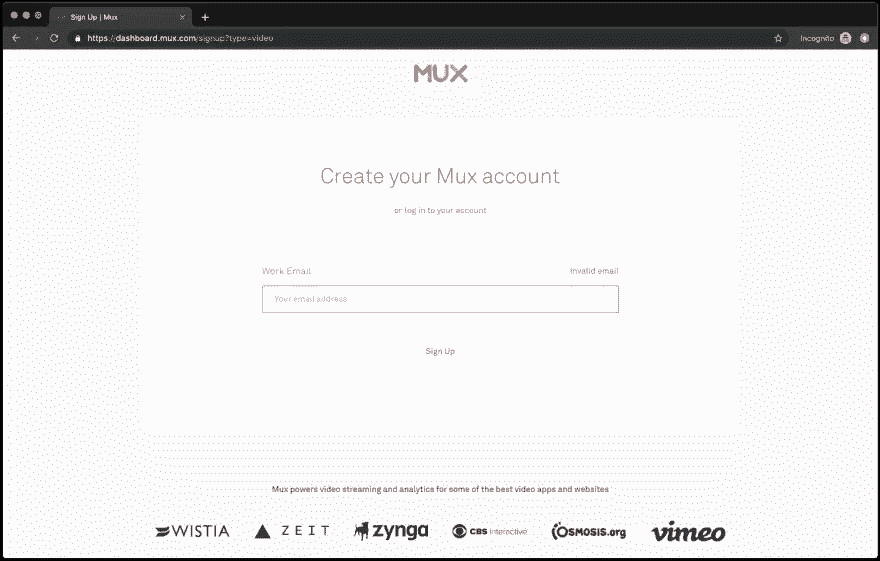 Sign Up | Mux
https://dashboard.mux.com/signup?type=video
Incognito
MUX
Create your Mux account
or log in to your account
Work Email
Invalid email
Your email address
Sign Up
Mux powers video streaming and analytics for some of the best video apps and websites
WISTIA ZEIT zynga CBS Interactive OSMOSIS.org vimeo